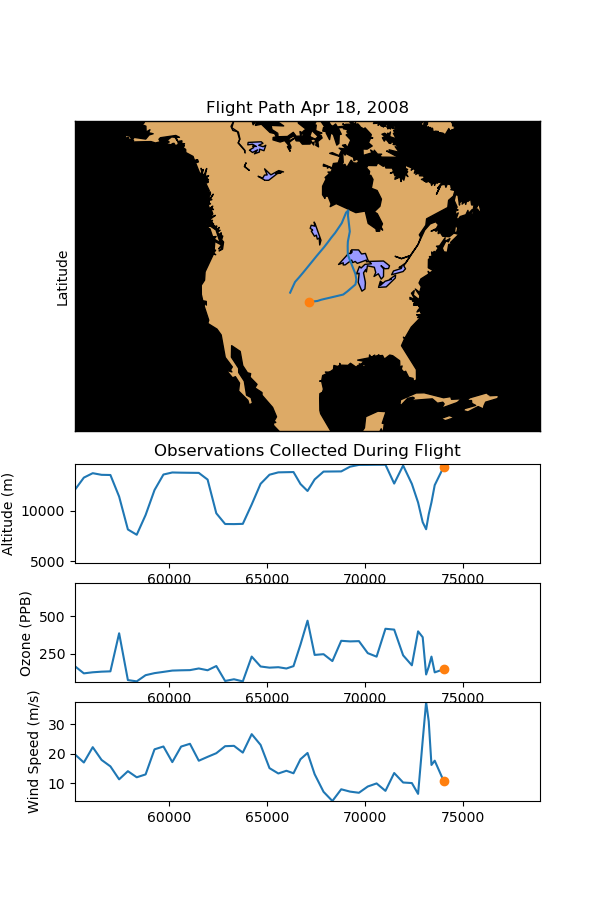 Flight Path Apr 18, 2008
Latitude
Observations Collected During Flight
Altitude (m)
10000
5000
60000 65000 70000 75000
Ozone (PPB)
500
250
60000 65000 70000 75000
Wind Speed (m/s)
30
20
10
60000 65000 70000 75000